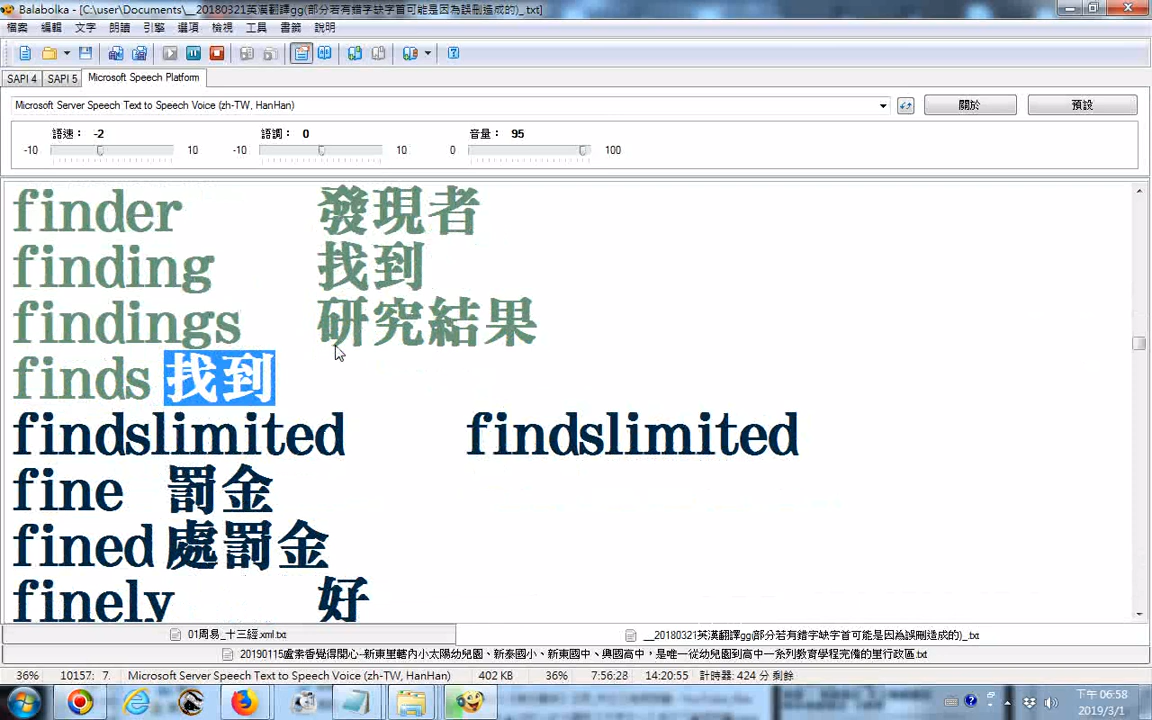 Balabolka - [C:\user\Documents\__20180321英漢翻譯gg(部分若有錯字缺字首可能是因為誤刪造成的)_.txt]
檔案 編輯 文字 朗讀 引擎 選項 檢視 工具 書籤 說明
SAPI 4 SAPI 5 Microsoft Speech Platform
Microsoft Server Speech Text to Speech Voice (zh-TW, HanHan) 關於 預設
語速： -2 語調： 0 音量： 95
-10 10 -10 10 0 100
finder 發現者
finding 找到
findings 研究結果
finds 找到
findslimited findslimited
fine 罰金
fined 處罰金
finely 好
01周易_十三經.xml.txt __20180321英漢翻譯gg(部分若有錯字缺字首可能是因為誤刪造成的)_.txt
20190115盧素香覺得開心-新東里轄內小太陽幼兒園、新泰國小、新東國中、興國高中，是唯一從幼兒園到高中一系列教育學程完備的里行政區.txt
36% 10157: 7. Microsoft Server Speech Text to Speech Voice (zh-TW, HanHan) 402 KB 36% 7:56:28 14:20:55 計時器: 424 分 剩餘
下午 06:58
2019/3/1